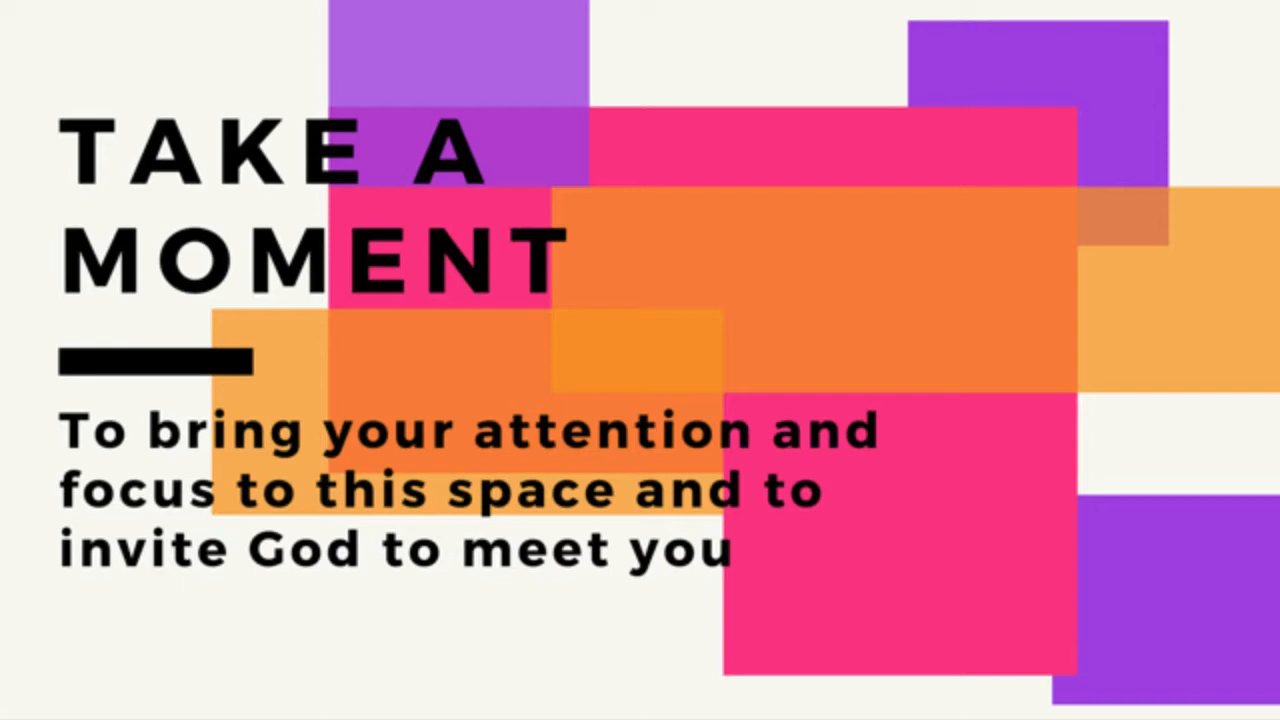 TAKE A
MOMENT
To bring your attention and
focus to this space and to
invite God to meet you